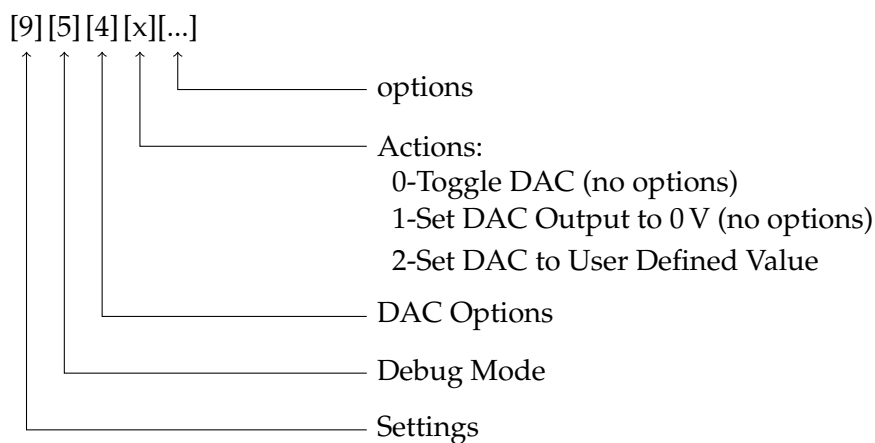 [9][5][4][x][...]
options
Actions:
0-Toggle DAC (no options)
1-Set DAC Output to 0 V (no options)
2-Set DAC to User Defined Value
DAC Options
Debug Mode
Settings